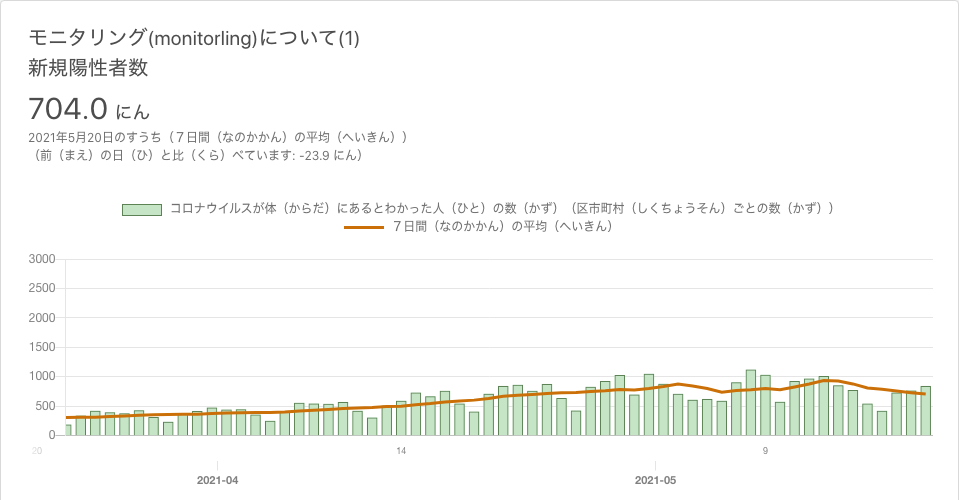 モニタリング(monitorling)について(1)
新規陽性者数
704.0 にん
2021年5月20日のすうち（７日間（なのかかん）の平均（へいきん））
（前（まえ）の日（ひ）と比（くら）べています: -23.9 にん）
コロナウイルスが体（からだ）にあるとわかった人（ひと）の数（かず）（区市町村（しくちょうそん）ごとの数（かず））
７日間（なのかかん）の平均（へいきん）
3000
2500
2000
1500
1000
500
0
20 14 9
2021-04 2021-05